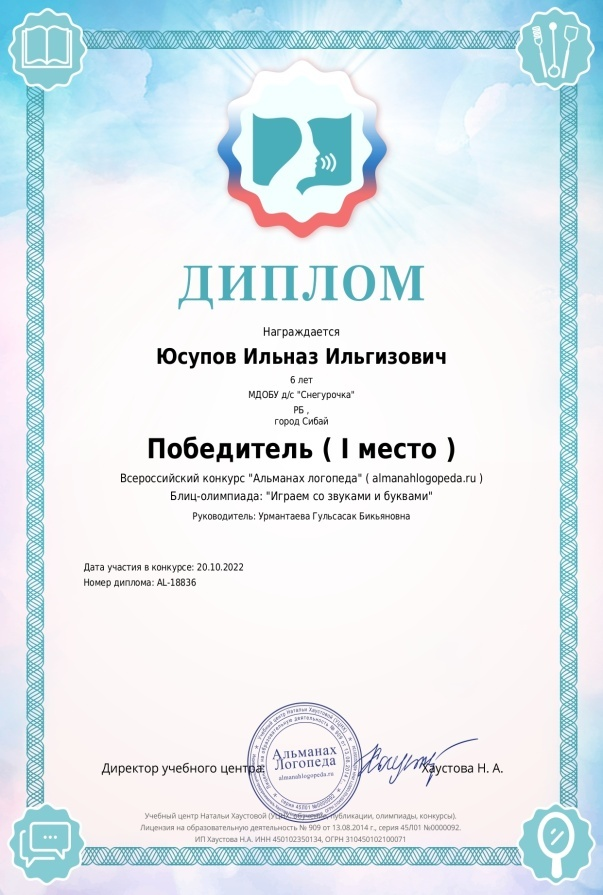 ДИПЛОМ
Награждается
Юсупов Ильназ Ильгизович
6 лет
МДОБУ д/с "Снегурочка"
РБ ,
город Сибай
Победитель ( I место )
Всероссийский конкурс "Альманах логопеда" ( almanahlogopeda.ru )
Блиц-олимпиада: "Играем со звуками и буквами"
Руководитель: Урмантаева Гульсасак Бикьяновна
Дата участия в конкурсе: 20.10.2022
Номер диплома: AL-18836
Альманах
Логопеда
almanahlogopeda.ru
Директор учебного центра: Хаустова Н. А.
Учебный центр Натальи Хаустовой (УЦНХ: обучение, публикации, олимпиады, конкурсы).
Лицензия на образовательную деятельность № 909 от 13.08.2014 г., серия 45Л01 №0000092.
ИП Хаустова Н.А. ИНН 450102350134, ОГРН 310450102100071